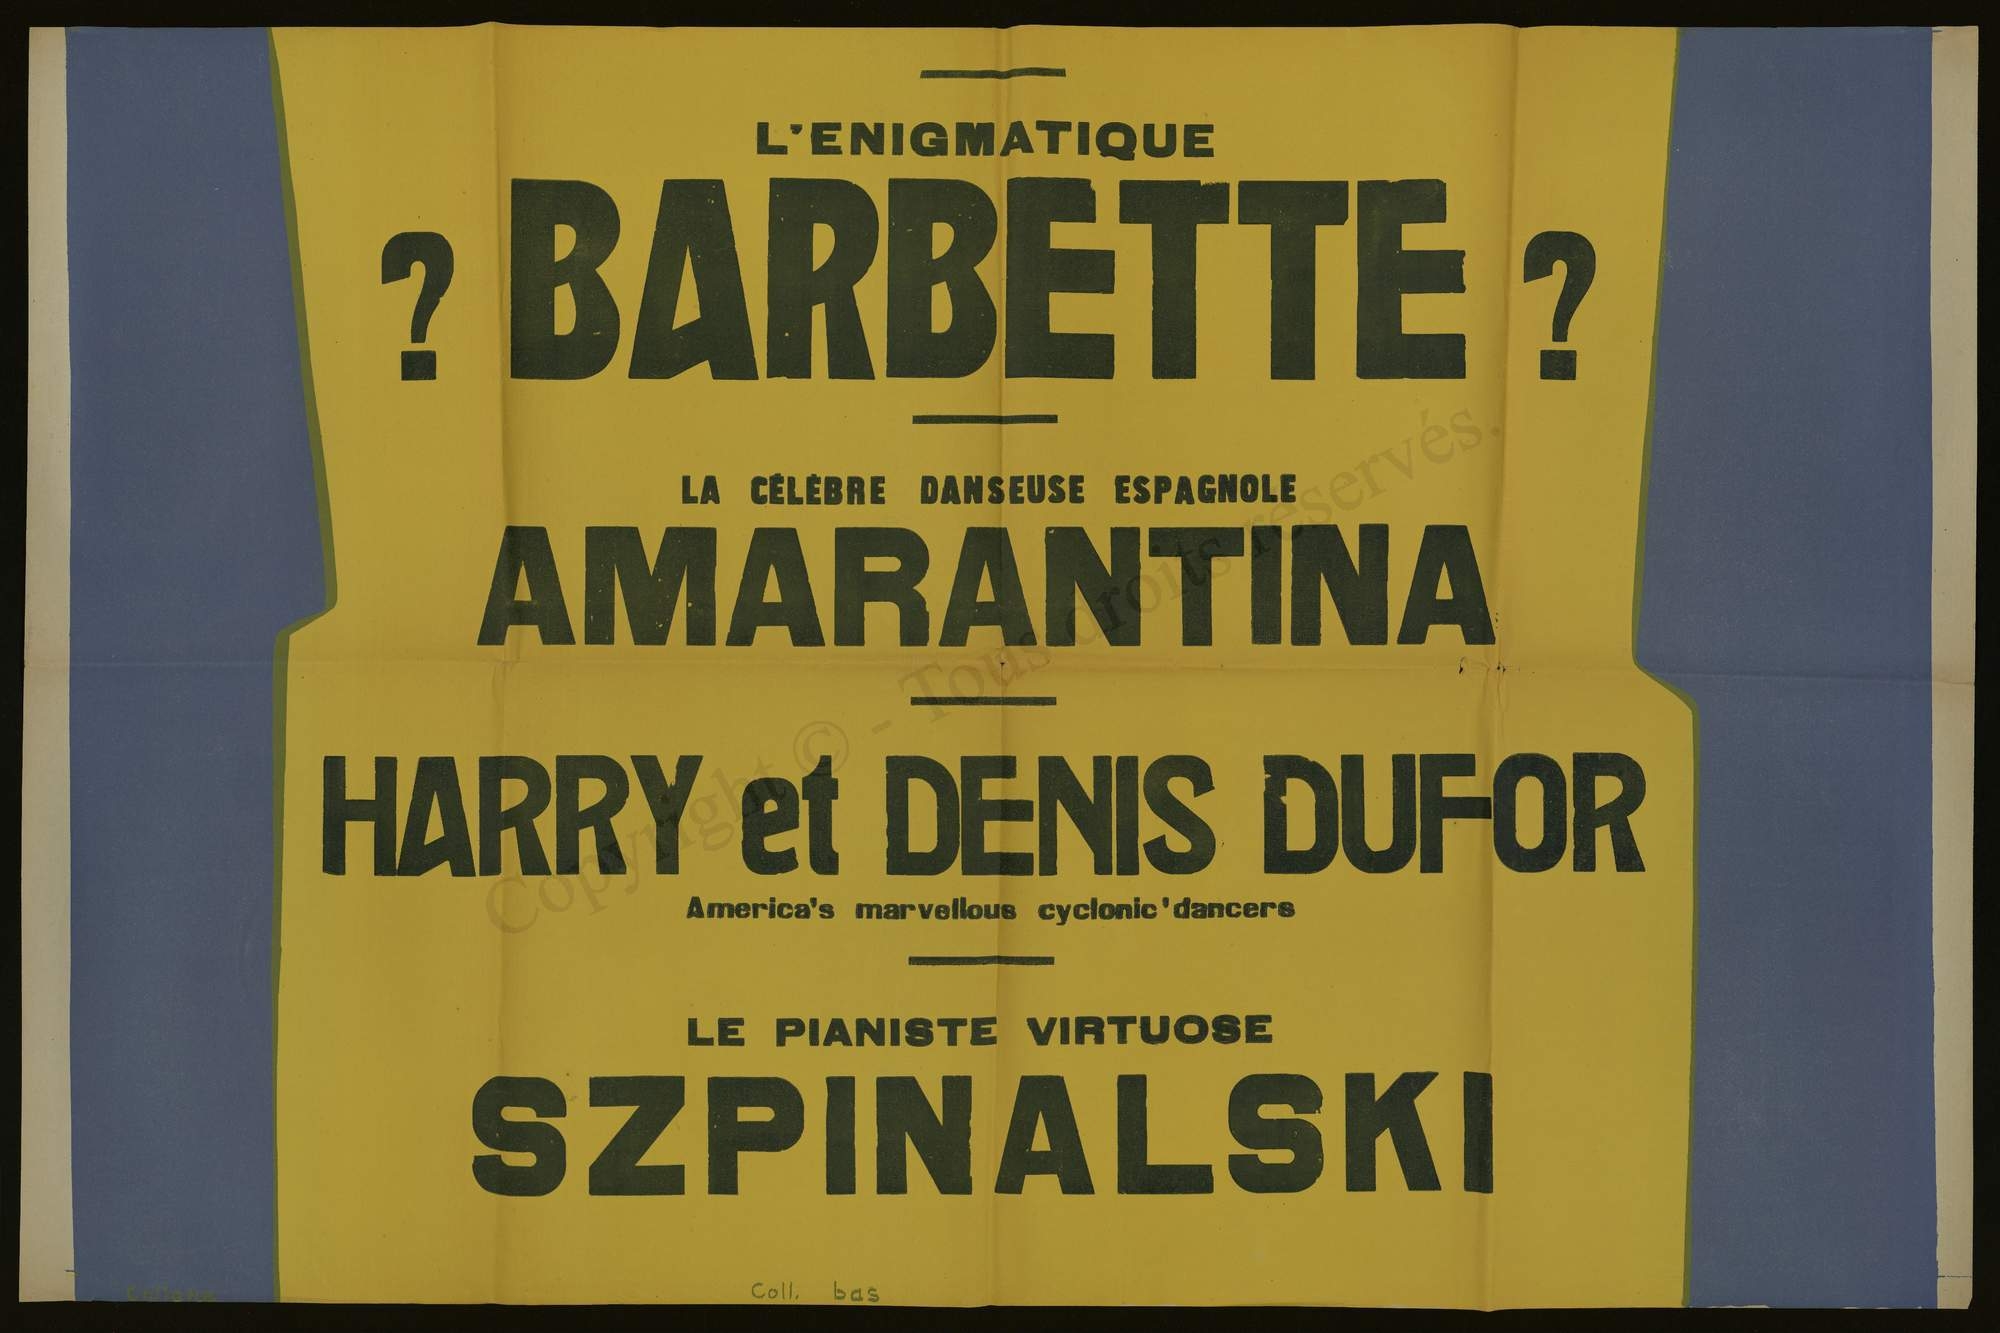 L'ENIGMATIQUE
? BARBETTE ?
LA CÉLÈBRE DANSEUSE ESPAGNOLE
AMARANTINA
HARRY et DENIS DUFOR
America's marvellous cyclonic'dancers
LE PIANISTE VIRTUOSE
SZPINALSKI
Coll. bas
Copyright © - Tous droits réservés.